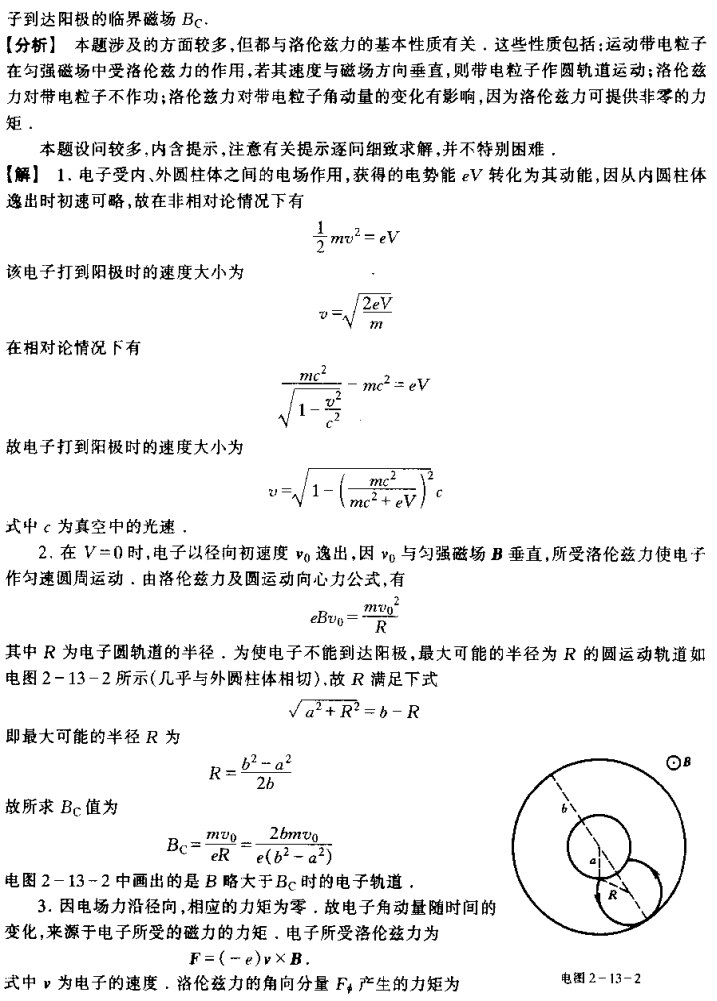 子到达阳极的临界磁场 B_C.
【分析】 本题涉及的方面较多,但都与洛伦兹力的基本性质有关．这些性质包括:运动带电粒子
在匀强磁场中受洛伦兹力的作用,若其速度与磁场方向垂直,则带电粒子作圆轨道运动;洛伦兹
力对带电粒子不作功;洛伦兹力对带电粒子角动量的变化有影响,因为洛伦兹力可提供非零的力
矩．
本题设问较多,内含提示,注意有关提示逐问细致求解,并不特别困难．
【解】 1. 电子受内、外圆柱体之间的电场作用,获得的电势能 eV 转化为其动能,因从内圆柱体
逸出时初速可略,故在非相对论情况下有
\frac{1}{2}mv^2 = eV
该电子打到阳极时的速度大小为
v = \sqrt{\frac{2eV}{m}}
在相对论情况下有
\frac{mc^2}{\sqrt{1-\frac{v^2}{c^2}}} - mc^2 = eV
故电子打到阳极时的速度大小为
v = \sqrt{1-\left(\frac{mc^2}{mc^2+eV}\right)^2} c
式中 c 为真空中的光速．
2. 在 V=0 时,电子以径向初速度 v_0 逸出,因 v_0 与匀强磁场 B 垂直,所受洛伦兹力使电子
作匀速圆周运动．由洛伦兹力及圆运动向心力公式,有
eBv_0 = \frac{mv_0^2}{R}
其中 R 为电子圆轨道的半径．为使电子不能到达阳极,最大可能的半径为 R 的圆运动轨道如
电图 2-13-2 所示(几乎与外圆柱体相切),故 R 满足下式
\sqrt{a^2+R^2} = b-R
即最大可能的半径 R 为
R = \frac{b^2-a^2}{2b}
故所求 B_C 值为
B_C = \frac{mv_0}{eR} = \frac{2bmv_0}{e(b^2-a^2)}
电图 2-13-2 中画出的是 B 略大于 B_C 时的电子轨道．
3. 因电场力沿径向,相应的力矩为零．故电子角动量随时间的
变化,来源于电子所受的磁力的力矩．电子所受洛伦兹力为
F = (-e)v×B.
式中 v 为电子的速度．洛伦兹力的角向分量 F_φ 产生的力矩为
⊙B
b
a
R
电图 2-13-2